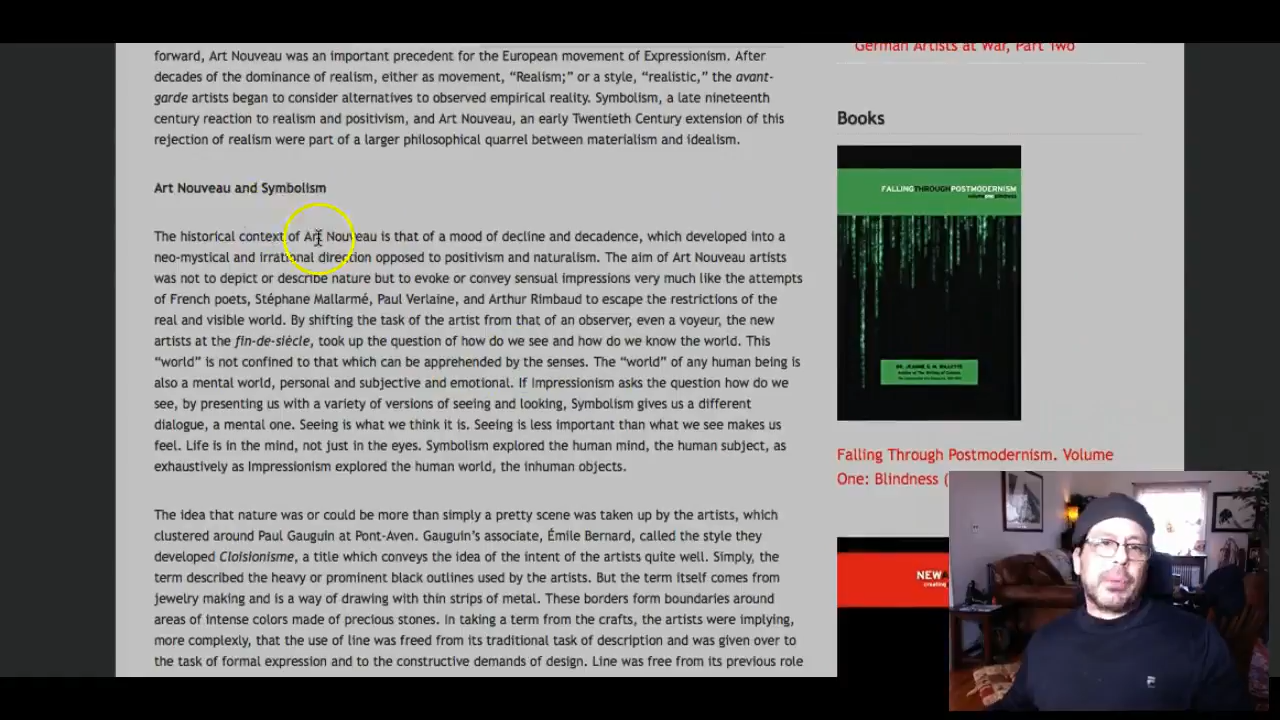 forward, Art Nouveau was an important precedent for the European movement of Expressionism. After
decades of the dominance of realism, either as movement, “Realism;” or a style, “realistic,” the avant-
garde artists began to consider alternatives to observed empirical reality. Symbolism, a late nineteenth
century reaction to realism and positivism, and Art Nouveau, an early Twentieth Century extension of this
rejection of realism were part of a larger philosophical quarrel between materialism and idealism.
Art Nouveau and Symbolism
The historical context of Art Nouveau is that of a mood of decline and decadence, which developed into a
neo-mystical and irrational direction opposed to positivism and naturalism. The aim of Art Nouveau artists
was not to depict or describe nature but to evoke or convey sensual impressions very much like the attempts
of French poets, Stéphane Mallarmé, Paul Verlaine, and Arthur Rimbaud to escape the restrictions of the
real and visible world. By shifting the task of the artist from that of an observer, even a voyeur, the new
artists at the fin-de-siècle, took up the question of how do we see and how do we know the world. This
“world” is not confined to that which can be apprehended by the senses. The “world” of any human being is
also a mental world, personal and subjective and emotional. If Impressionism asks the question how do we
see, by presenting us with a variety of versions of seeing and looking, Symbolism gives us a different
dialogue, a mental one. Seeing is what we think it is. Seeing is less important than what we see makes us
feel. Life is in the mind, not just in the eyes. Symbolism explored the human mind, the human subject, as
exhaustively as Impressionism explored the human world, the inhuman objects.
The idea that nature was or could be more than simply a pretty scene was taken up by the artists, which
clustered around Paul Gauguin at Pont-Aven. Gauguin’s associate, Émile Bernard, called the style they
developed Cloisionisme, a title which conveys the idea of the intent of the artists quite well. Simply, the
term described the heavy or prominent black outlines used by the artists. But the term itself comes from
jewelry making and is a way of drawing with thin strips of metal. These borders form boundaries around
areas of intense colors made of precious stones. In taking a term from the crafts, the artists were implying,
more complexly, that the use of line was freed from its traditional task of description and was given over to
the task of formal expression and to the constructive demands of design. Line was free from its previous role
German Artists at War, Part Two
Books
FALLINGTHROUGHPOSTMODERNISM
Falling Through Postmodernism. Volume
One: Blindness (
NEW